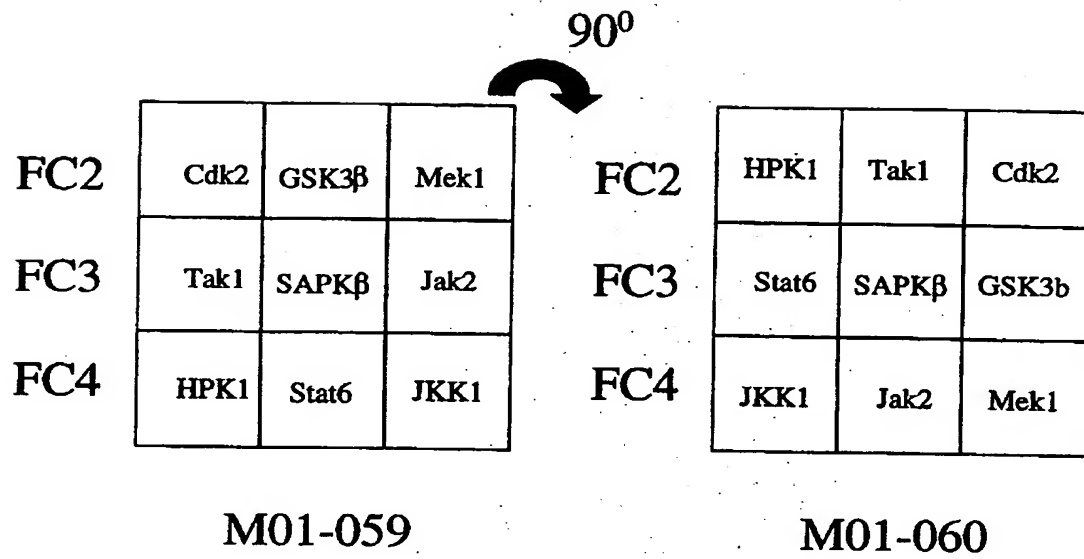 90⁰
FC2 Cdk2 GSK3β Mek1
FC3 Tak1 SAPKβ Jak2
FC4 HPK1 Stat6 JKK1
M01-059
FC2 HPK1 Tak1 Cdk2
FC3 Stat6 SAPKβ GSK3b
FC4 JKK1 Jak2 Mek1
M01-060